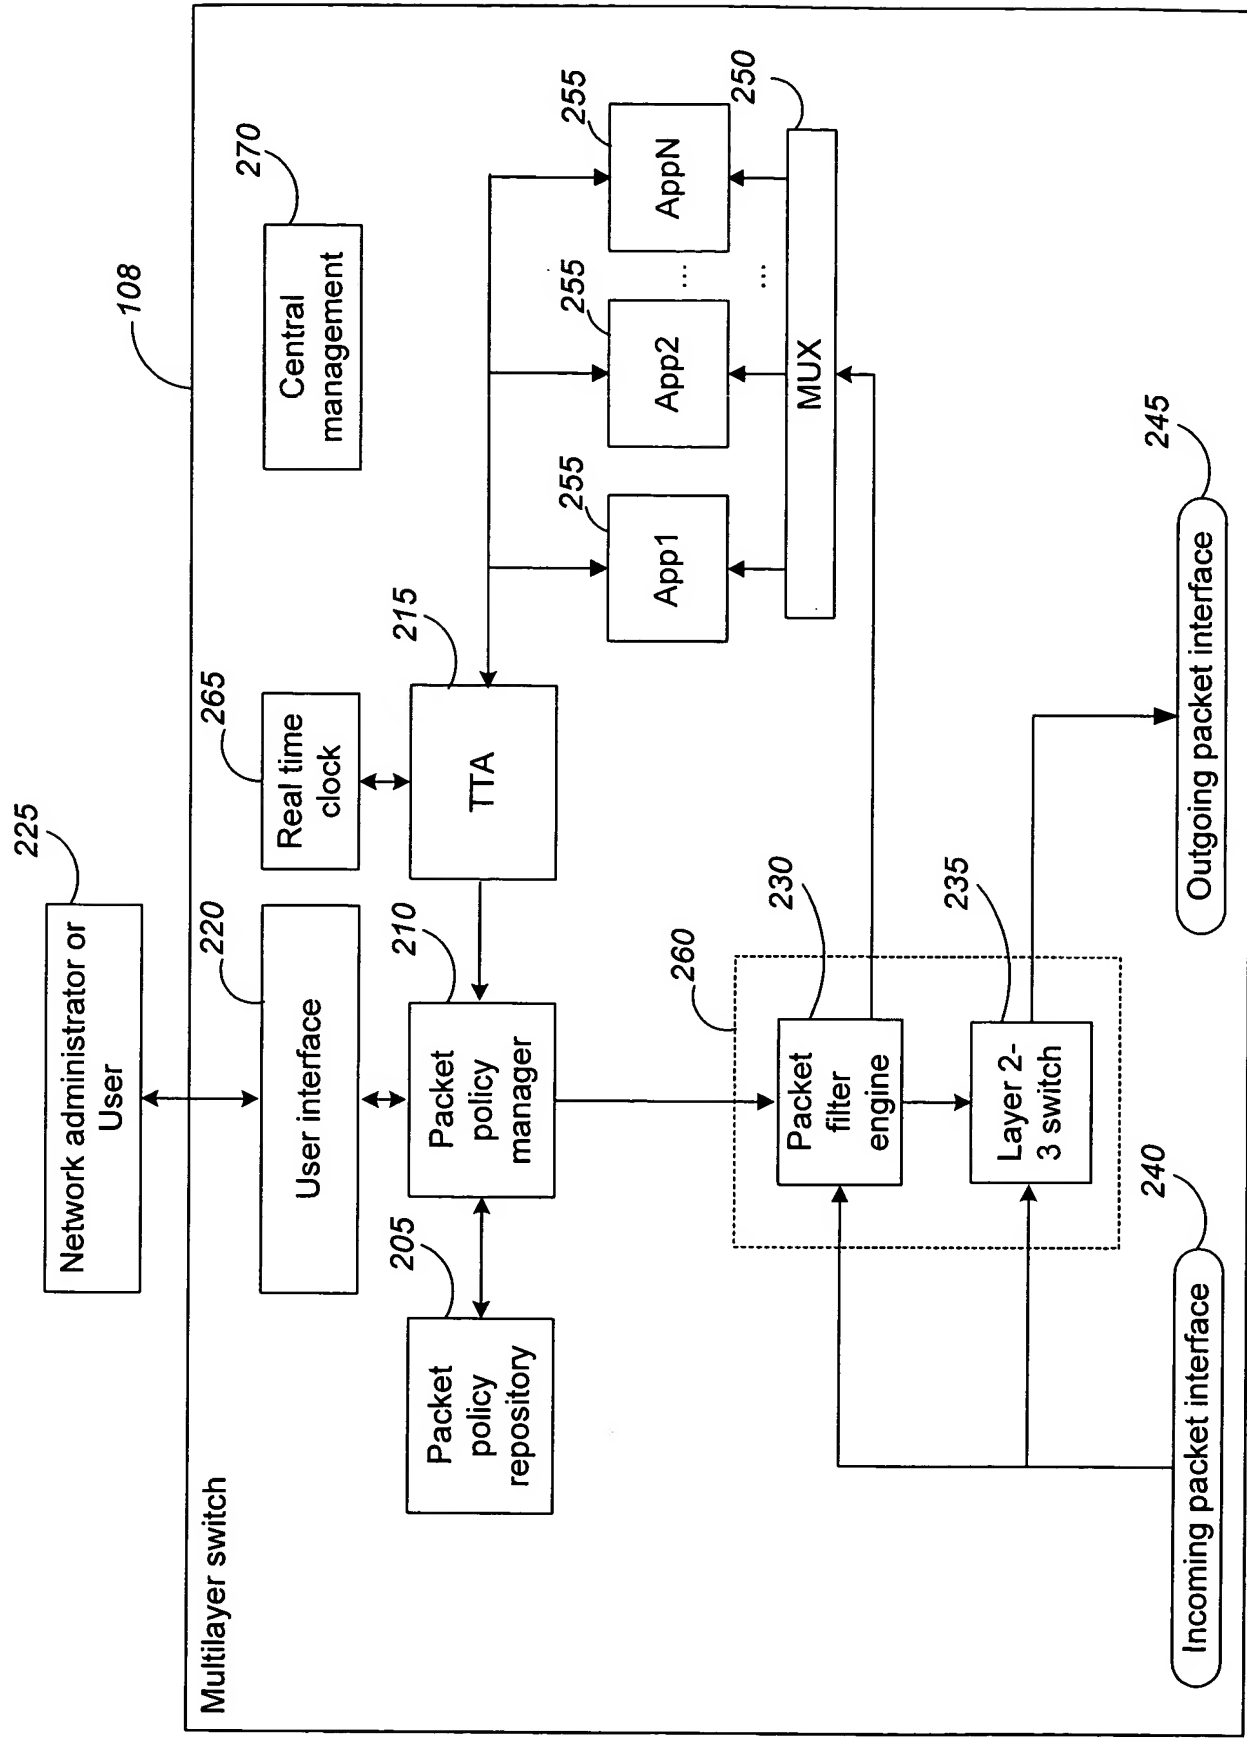 225
Network administrator or
User
108
Multilayer switch
220
User interface
265
Real time
clock
270
Central
management
205
Packet
policy
repository
210
Packet
policy
manager
215
TTA
255
App1
255
App2
...
255
AppN
...
250
MUX
260
230
Packet
filter
engine
235
Layer 2-
3 switch
240
Incoming packet interface
245
Outgoing packet interface